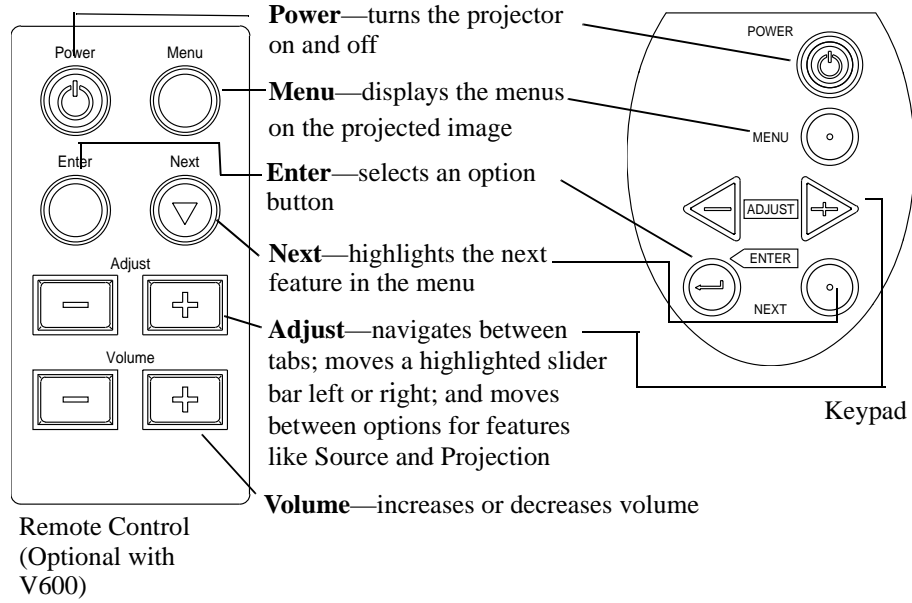 Power
Menu
Enter
Next
Adjust
Volume
Remote Control
(Optional with
V600)
Power—turns the projector
on and off
Menu—displays the menus
on the projected image
Enter—selects an option
button
Next—highlights the next
feature in the menu
Adjust—navigates between
tabs; moves a highlighted slider
bar left or right; and moves
between options for features
like Source and Projection
Volume—increases or decreases volume
POWER
MENU
ADJUST
ENTER
NEXT
Keypad